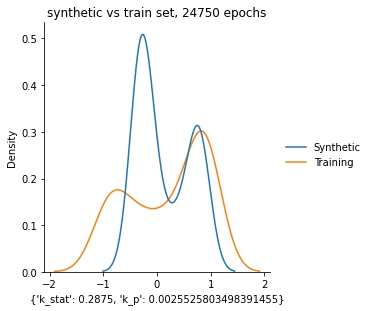 synthetic vs train set, 24750 epochs
0.5
0.4
0.3
0.2
0.1
0.0
Density
Synthetic
Training
−2 −1 0 1 2
{'k_stat': 0.2875, 'k_p': 0.0025525803498391455}